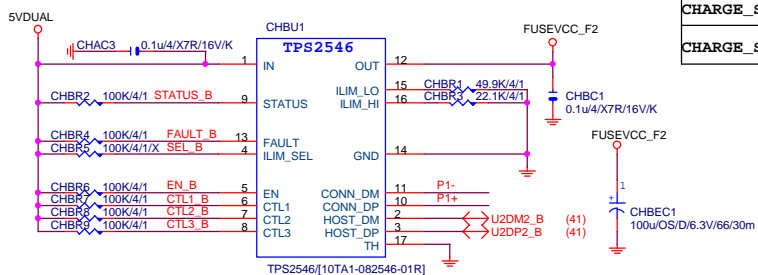 5VDUAL
CHAC3 0.1u/4/X7R/16V/K
CHBU1
TPS2546
FUSEVCC_F2
CHARGE_S
CHARGE_S
1 IN OUT 12
CHBR2 100K/4/1 STATUS_B 9 STATUS
ILIM_LO 15 CHBR1 49.9K/4/1
ILIM_HI 16 CHBR3 22.1K/4/1
CHBC1
0.1u/4/X7R/16V/K
CHBR4 100K/4/1 FAULT_B 13 FAULT
CHBR5 100K/4/1/X SEL_B 4 ILIM_SEL
GND 14
FUSEVCC_F2
CHBR6 100K/4/1 EN_B 5 EN
CHBR7 100K/4/1 CTL1_B 6 CTL1
CHBR8 100K/4/1 CTL2_B 7 CTL2
CHBR9 100K/4/1 CTL3_B 8 CTL3
CONN_DM 11 P1-
CONN_DP 10 P1+
HOST_DM 2 U2DM2_B (41)
HOST_DP 3 U2DP2_B (41)
TH 17
1
+
CHBEC1
100u/OS/D/6.3V/66/30m
TPS2546/[10TA1-082546-01R]